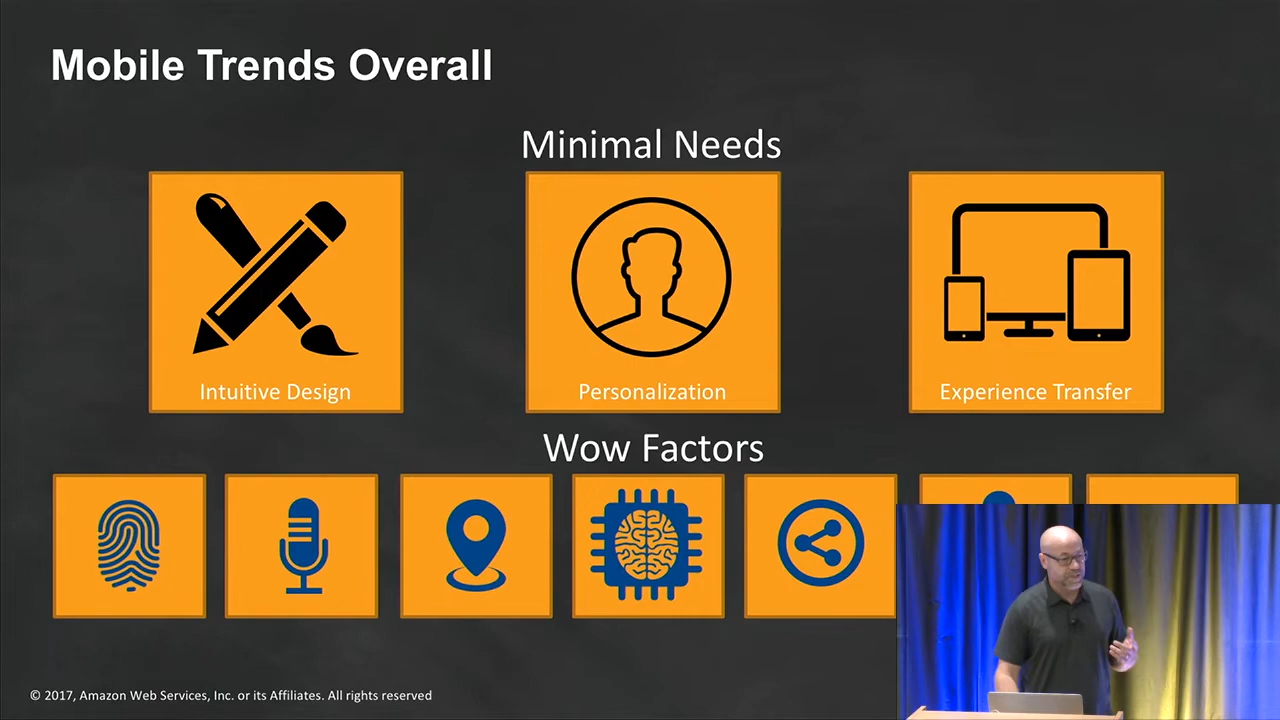 Mobile Trends Overall
Minimal Needs
Intuitive Design
Personalization
Experience Transfer
Wow Factors
© 2017, Amazon Web Services, Inc. or its Affiliates. All rights reserved